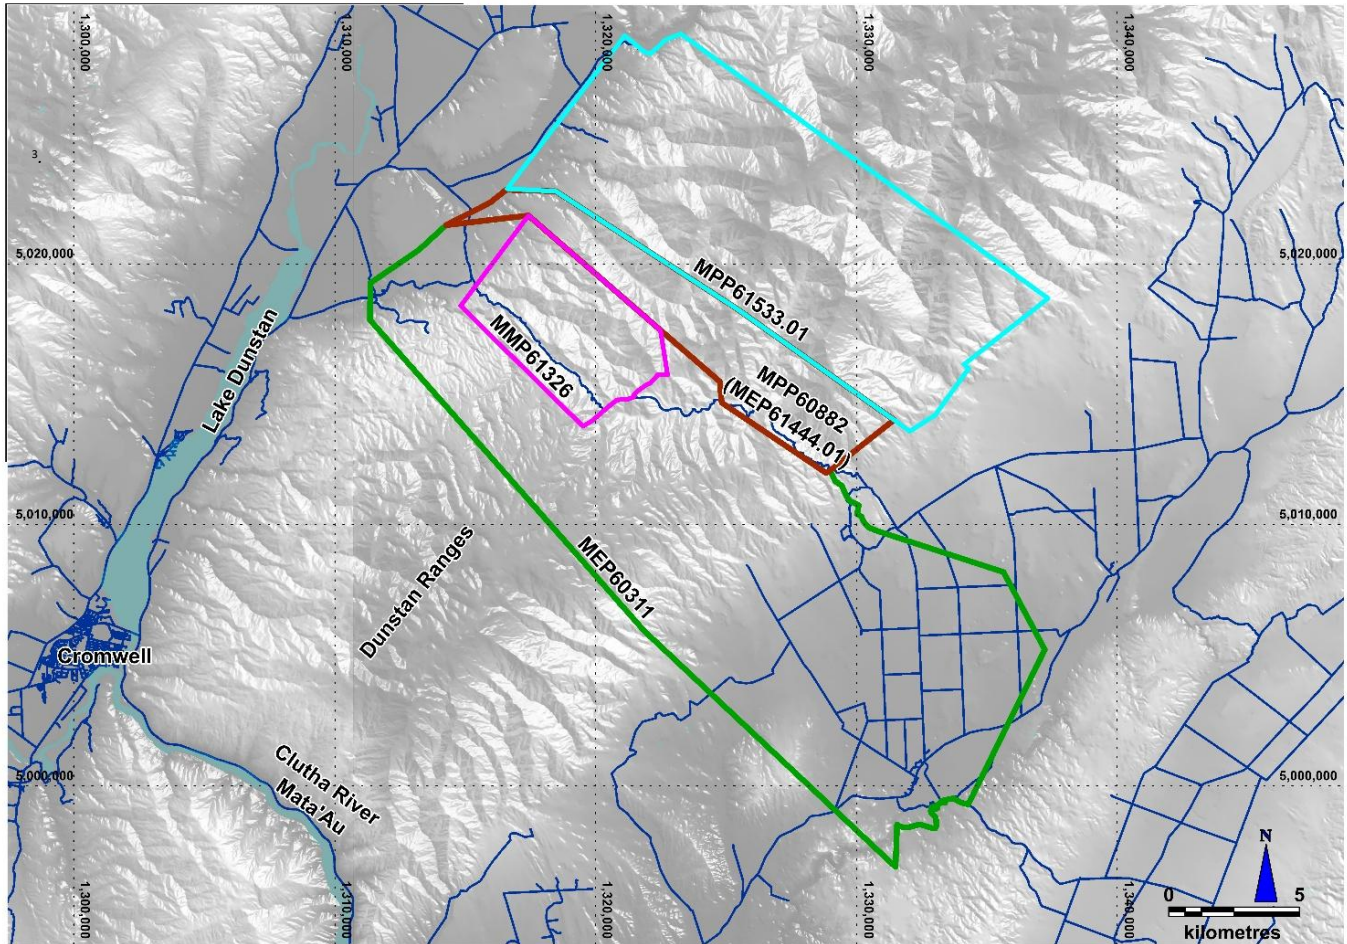 1,300,000
1,310,000
1,320,000
1,330,000
1,340,000
3
5,020,000
5,020,000
MPP61533.01
MMP61326
Lake Dunstan
MPP60882
(MEP61444.01)
5,010,000
5,010,000
MEP60311
Dunstan Ranges
Cromwell
5,000,000
5,000,000
Clutha River
Mata'Au
N
0 5
kilometres
1,300,000
1,310,000
1,320,000
1,330,000
1,340,000